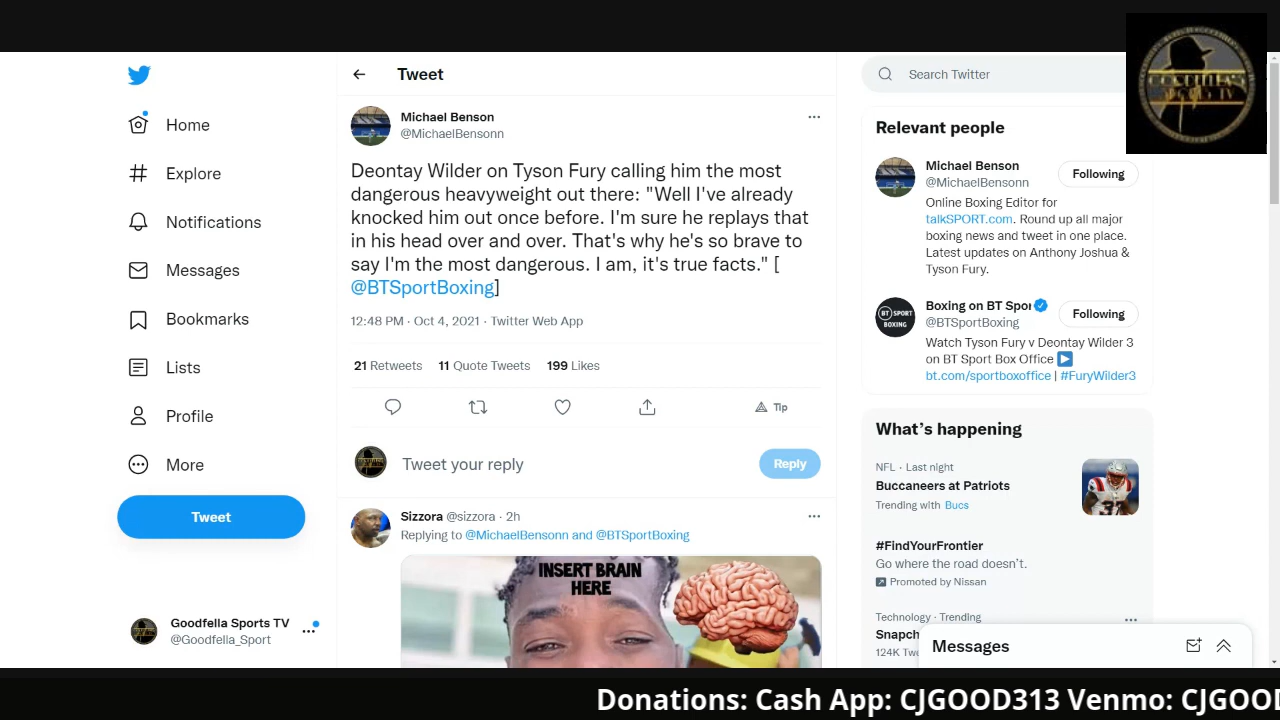 Tweet
Search Twitter
GOODFELLA'S
SPORTS TV
Home
Explore
Notifications
Messages
Bookmarks
Lists
Profile
More
Tweet
Goodfella Sports TV
@Goodfella_Sport
Michael Benson
@MichaelBensonn
Deontay Wilder on Tyson Fury calling him the most
dangerous heavyweight out there: "Well I've already
knocked him out once before. I'm sure he replays that
in his head over and over. That's why he's so brave to
say I'm the most dangerous. I am, it's true facts." [
@BTSportBoxing]
12:48 PM · Oct 4, 2021 · Twitter Web App
21 Retweets 11 Quote Tweets 199 Likes
Tip
Tweet your reply
Reply
Sizzora @sizzora · 2h
Replying to @MichaelBensonn and @BTSportBoxing
INSERT BRAIN
HERE
Relevant people
Michael Benson
@MichaelBensonn
Following
Online Boxing Editor for
talkSPORT.com. Round up all major
boxing news and tweet in one place.
Latest updates on Anthony Joshua &
Tyson Fury.
BT SPORT
BOXING
Boxing on BT Spor
@BTSportBoxing
Following
Watch Tyson Fury v Deontay Wilder 3
on BT Sport Box Office
bt.com/sportboxoffice | #FuryWilder3
What's happening
NFL · Last night
Buccaneers at Patriots
Trending with Bucs
#FindYourFrontier
Go where the road doesn't.
Promoted by Nissan
Technology · Trending
Snapch
124K Tw
Messages
Donations: Cash App: CJGOOD313 Venmo: CJGOO